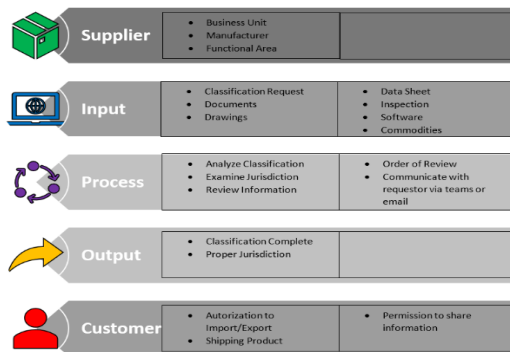 Supplier
Business Unit
Manufacturer
Functional Area
Input
Classification Request
Documents
Drawings
Data Sheet
Inspection
Software
Commodities
Process
Analyze Classification
Examine Jurisdiction
Review Information
Order of Review
Communicate with
requestor via teams or
email
Output
Classification Complete
Proper Jurisdiction
Customer
Autorization to
Import/Export
Shipping Product
Permission to share
information